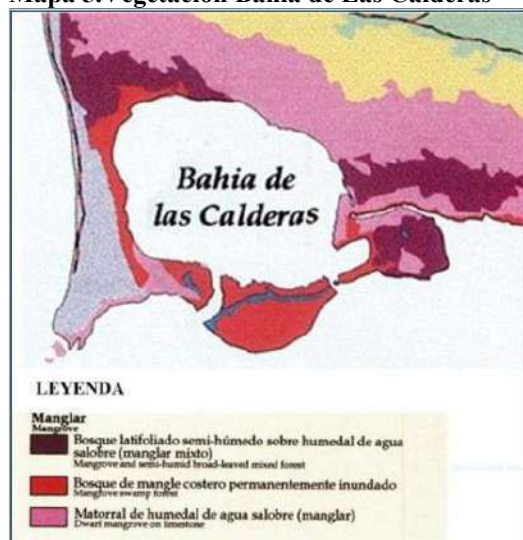 Mapa 5. Vegetación Bahía de Las Calderas
Bahia de
las Calderas
LEYENDA
Manglar
Mangrove
Bosque latifoliado semi-húmedo sobre humedal de agua
salobre (manglar mixto)
Mangrove and semi-humid broad-leaved mixed forest
Bosque de mangle costero permanentemente inundado
Mangrove swamp forest
Matorral de humedal de agua salobre (manglar)
Dwarf mangrove on limestone